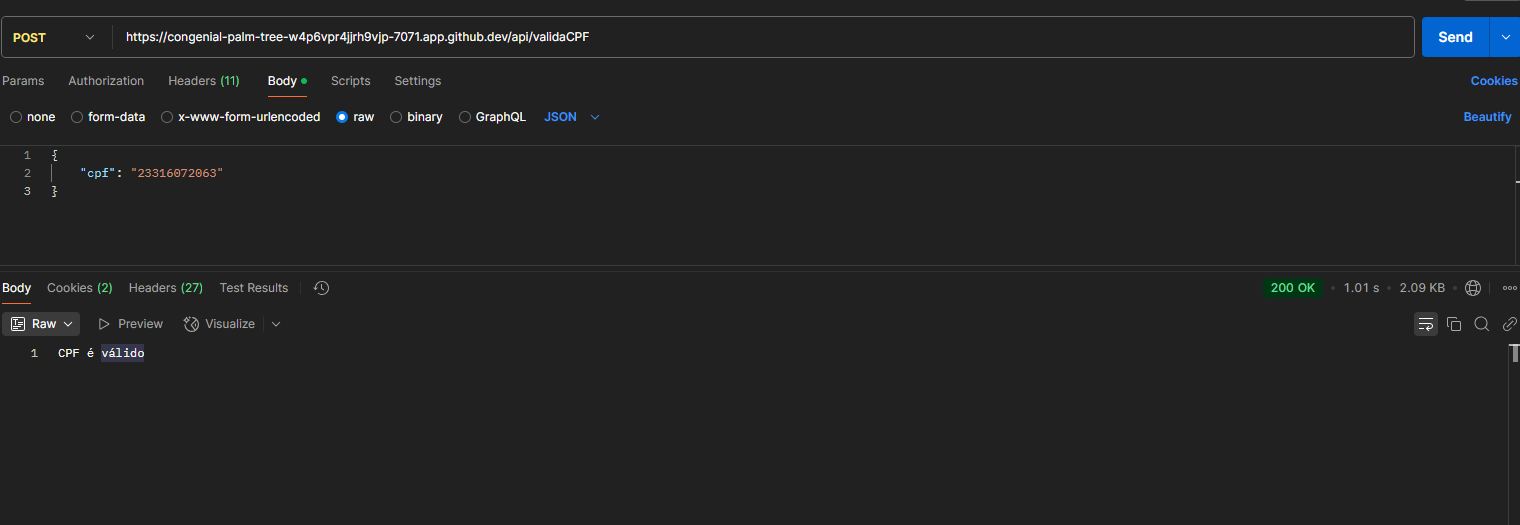 POST https://congenial-palm-tree-w4p6vpr4jjrh9vjp-7071.app.github.dev/api/validaCPF Send
Params Authorization Headers (11) Body Scripts Settings Cookies
none form-data x-www-form-urlencoded raw binary GraphQL JSON Beautify
1 {
2 "cpf": "23316072063"
3 }
Body Cookies (2) Headers (27) Test Results 200 OK • 1.01 s • 2.09 KB
Raw Preview Visualize
1 CPF é válido